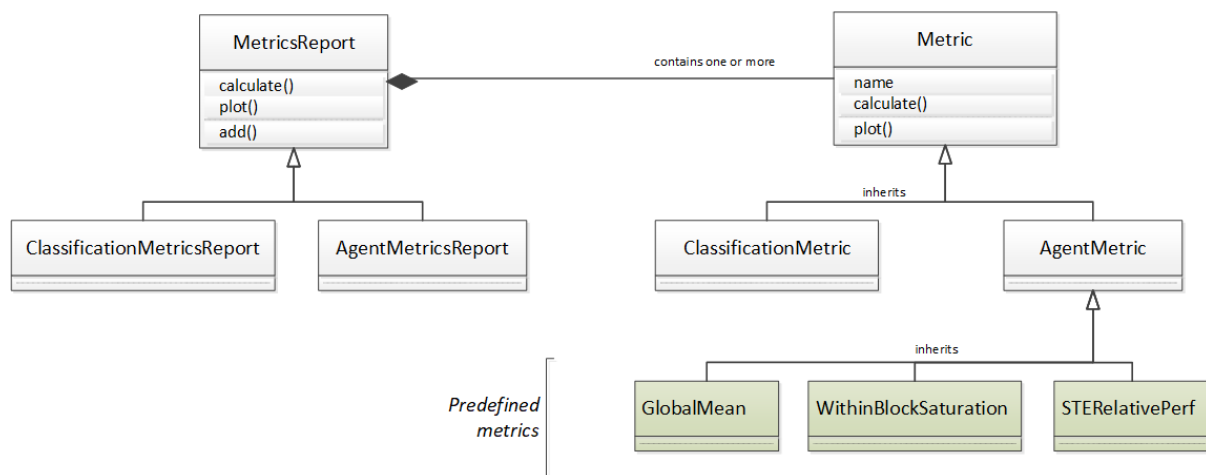 MetricsReport
calculate()
plot()
add()
contains one or more
Metric
name
calculate()
plot()
inherits
ClassificationMetricsReport
AgentMetricsReport
ClassificationMetric
AgentMetric
inherits
Predefined
metrics
GlobalMean
WithinBlockSaturation
STERelativePerf